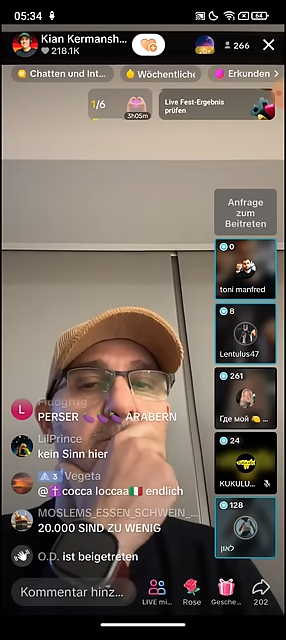 05:34
64
Kian Kermansh...
218.1K
20+
266
Chatten und Int...
Wöchentliche
Erkunden
1/6
3h05m
Live Fest-Ergebnis
prüfen
Anfrage
zum
Beitreten
0
toni manfred
8
Lentulus47
261
Где мой
24
KUKULU...
128
לאון
L
PERSER 🍆🍆 ARABERN
LilPrince
kein Sinn hier
A 3 Vegeta
@✝️cocca loccaa🇮🇹 endlich
MOSLEMS_ESSEN_SCHWEIN_...
20.000 SIND ZU WENIG
O.D. ist beigetreten
Kommentar hinz...
LIVE mi...
Rose
Gesche...
202